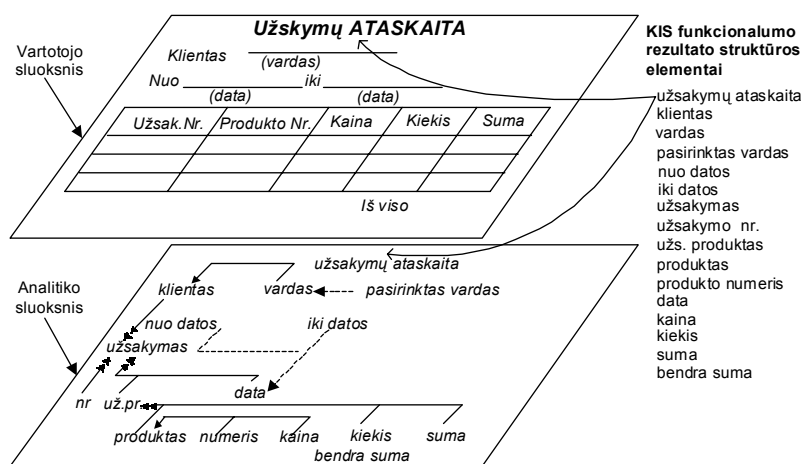 Užskymų ATASKAITA
Vartotojo
sluoksnis
Klientas
(vardas)
Nuo iki
(data) (data)
Užsak.Nr. Produkto Nr. Kaina Kiekis Suma
Iš viso
KIS funkcionalumo
rezultato struktūros
elementai
užsakymų ataskaita
klientas
vardas
pasirinktas vardas
nuo datos
iki datos
užsakymas
užsakymo nr.
užs. produktas
produktas
produkto numeris
data
kaina
kiekis
suma
bendra suma
Analitiko
sluoksnis
užsakymų ataskaita
klientas vardas pasirinktas vardas
nuo datos iki datos
užsakymas
data
nr už.pr.
produktas numeris kaina kiekis suma
bendra suma